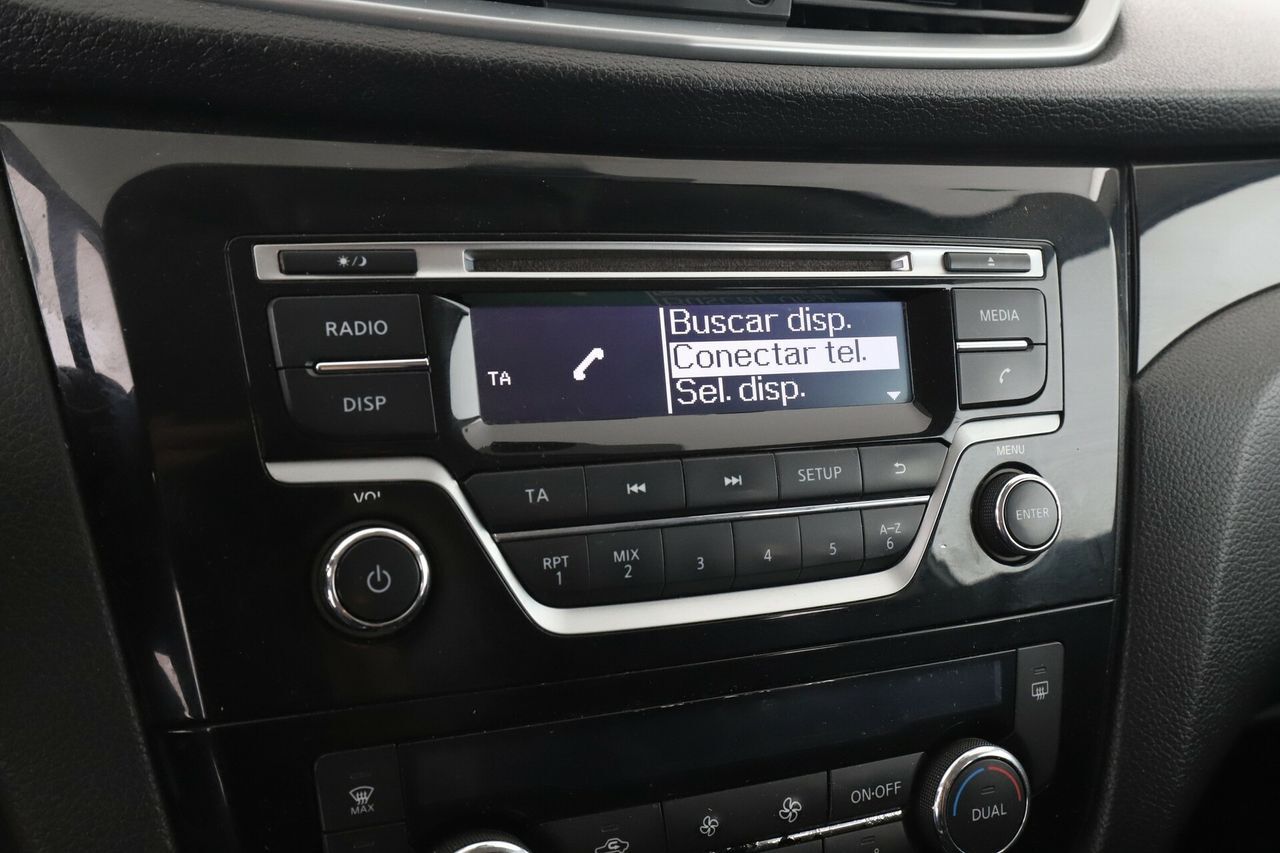 RADIO
MEDIA
Buscar disp.
Conectar tel.
Sel. disp.
TA
DISP
MENU
ENTER
VOL
TA
SETUP
RPT
1
MIX
2
3
4
5
A-Z
6
MAX
ON·OFF
DUAL